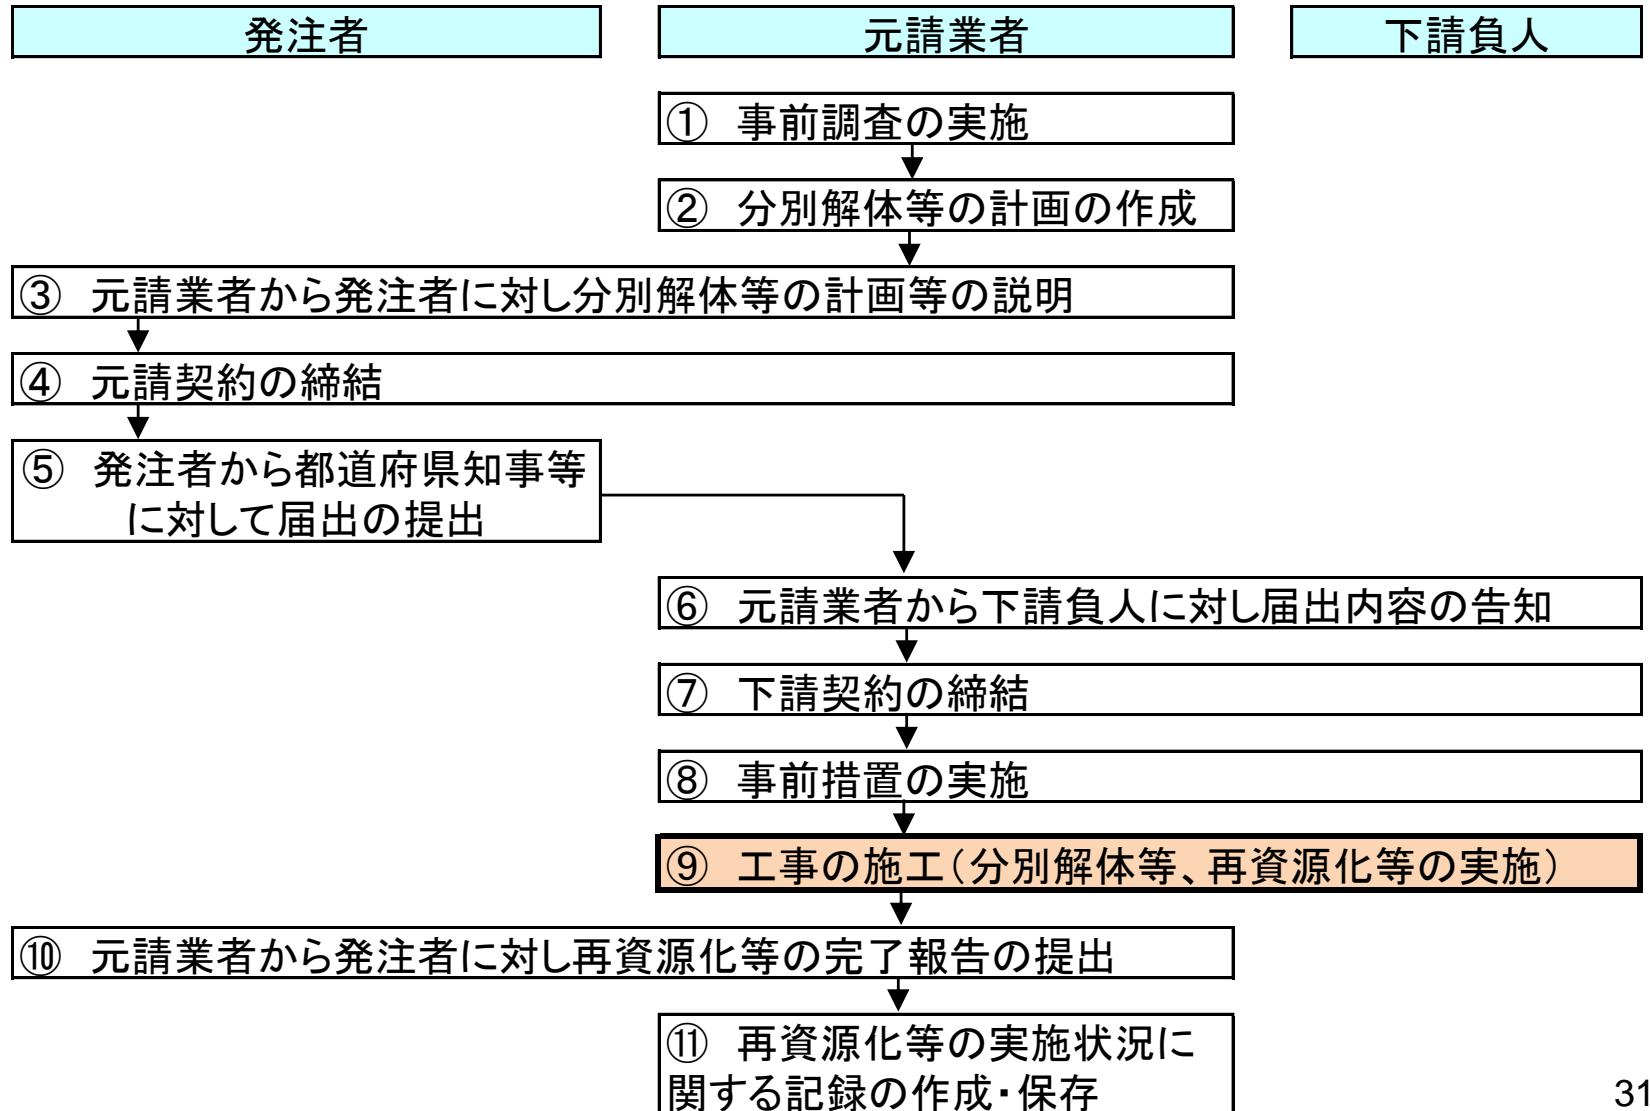 発注者
元請業者
下請負人
① 事前調査の実施
② 分別解体等の計画の作成
③ 元請業者から発注者に対し分別解体等の計画等の説明
④ 元請契約の締結
⑤ 発注者から都道府県知事等
に対して届出の提出
⑥ 元請業者から下請負人に対し届出内容の告知
⑦ 下請契約の締結
⑧ 事前措置の実施
⑨ 工事の施工(分別解体等、再資源化等の実施)
⑩ 元請業者から発注者に対し再資源化等の完了報告の提出
⑪ 再資源化等の実施状況に
関する記録の作成・保存
31